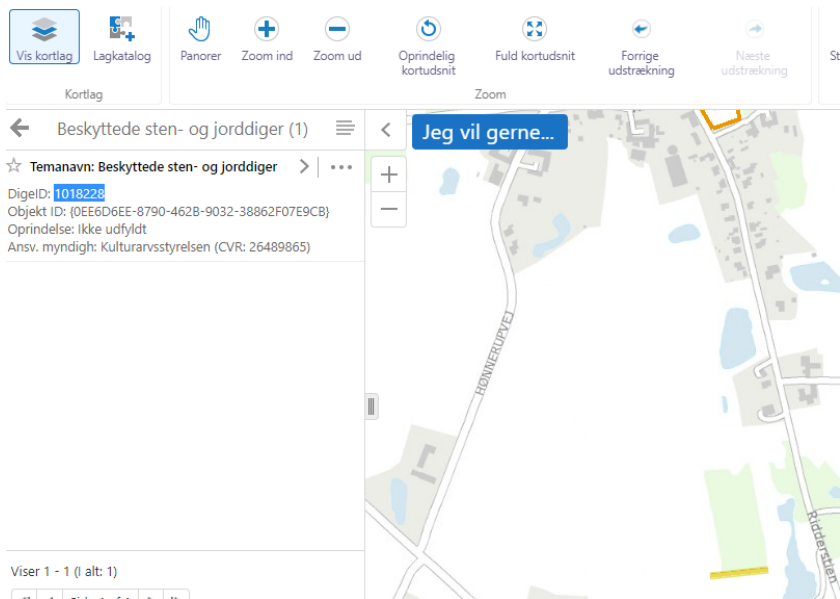 Vis kortlag
Lagkatalog
Panorer
Zoom ind
Zoom ud
Oprindelig
kortudsnit
Fuld kortudsnit
Forrige
udstrækning
Næste
udstrækning
St
Kortlag
Zoom
Beskyttede sten- og jorddiger (1)
Jeg vil gerne...
Temanavn: Beskyttede sten- og jorddiger
DigeID: 1018228
Objekt ID: {0EE6D6EE-8790-462B-9032-38862F07E9CB}
Oprindelse: Ikke udfyldt
Ansv. myndigh: Kulturarvsstyrelsen (CVR: 26489865)
HØNNERUPVEJ
Ridderstien
Viser 1 - 1 (I alt: 1)